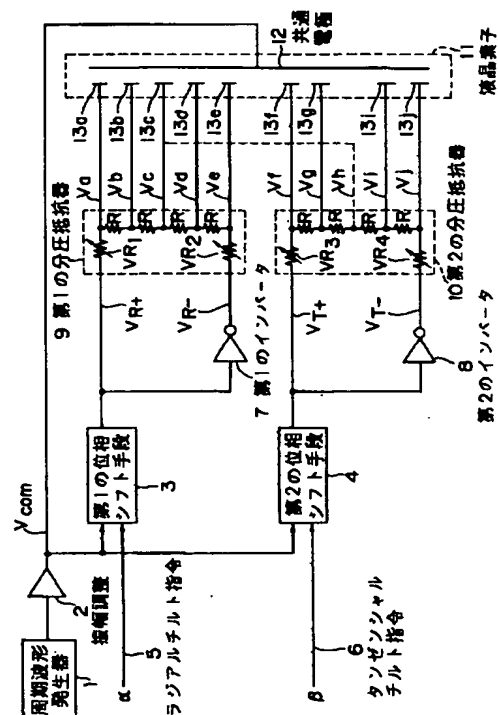 周期波形
発生器
1
2
振幅調整
Vcom
α
5
ラジアルチルト指令
β
6
タンゼンシャル
チルト指令
第1の位相
シフト手段
3
第2の位相
シフト手段
4
7 第1のインバータ
8
第2のインバータ
VR+
VR-
VT+
VT-
9 第1の分圧抵抗器
10 第2の分圧抵抗器
VR1
R
R
R
R
VR2
VR3
R
R
R
R
VR4
Va
Vb
Vc
Vd
Ve
Vf
Vg
Vh
Vi
Vj
13a
13b
13c
13d
13e
13f
13g
13i
13j
12
共通
電極
11
液晶素子